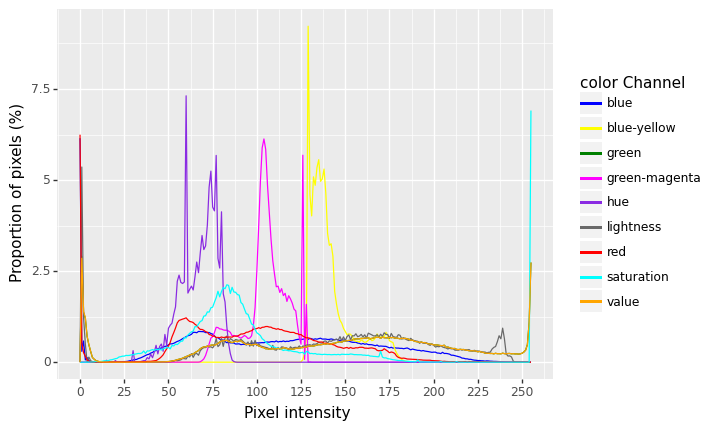 Proportion of pixels (%)
7.5
5
2.5
0
0
25
50
75
100
125
150
175
200
225
250
Pixel intensity
color Channel
blue
blue-yellow
green
green-magenta
hue
lightness
red
saturation
value